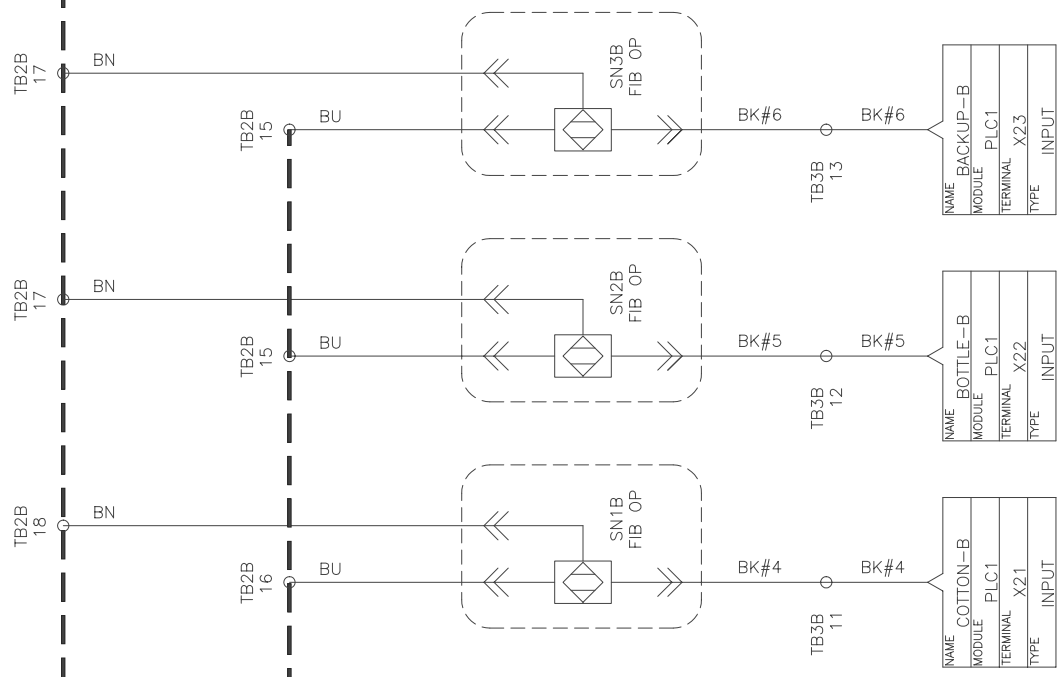 TB2B
17
BN
TB2B
15
BU
SN3B
FIB OP
BK#6
TB3B
13
BK#6
NAME
BACKUP-B
MODULE
PLC1
TERMINAL
X23
TYPE
INPUT
TB2B
17
BN
TB2B
15
BU
SN2B
FIB OP
BK#5
TB3B
12
BK#5
NAME
BOTTLE-B
MODULE
PLC1
TERMINAL
X22
TYPE
INPUT
TB2B
18
BN
TB2B
16
BU
SN1B
FIB OP
BK#4
TB3B
11
BK#4
NAME
COTTON-B
MODULE
PLC1
TERMINAL
X21
TYPE
INPUT